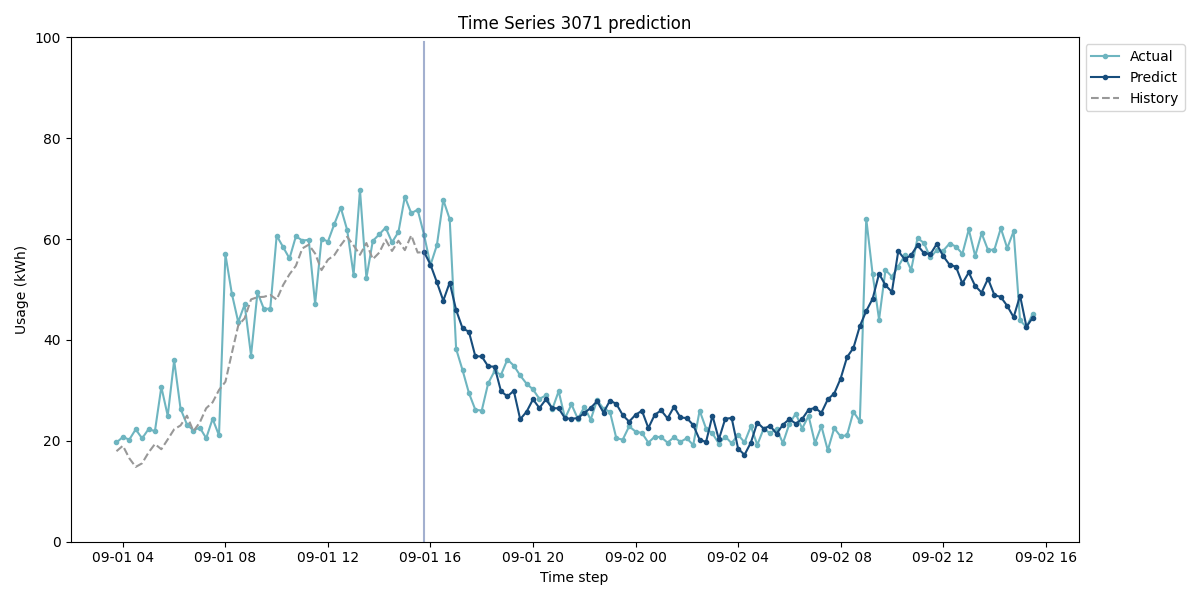 Time Series 3071 prediction
100
80
60
40
20
0
Usage (kWh)
09-01 04
09-01 08
09-01 12
09-01 16
09-01 20
09-02 00
09-02 04
09-02 08
09-02 12
09-02 16
Time step
Actual
Predict
History